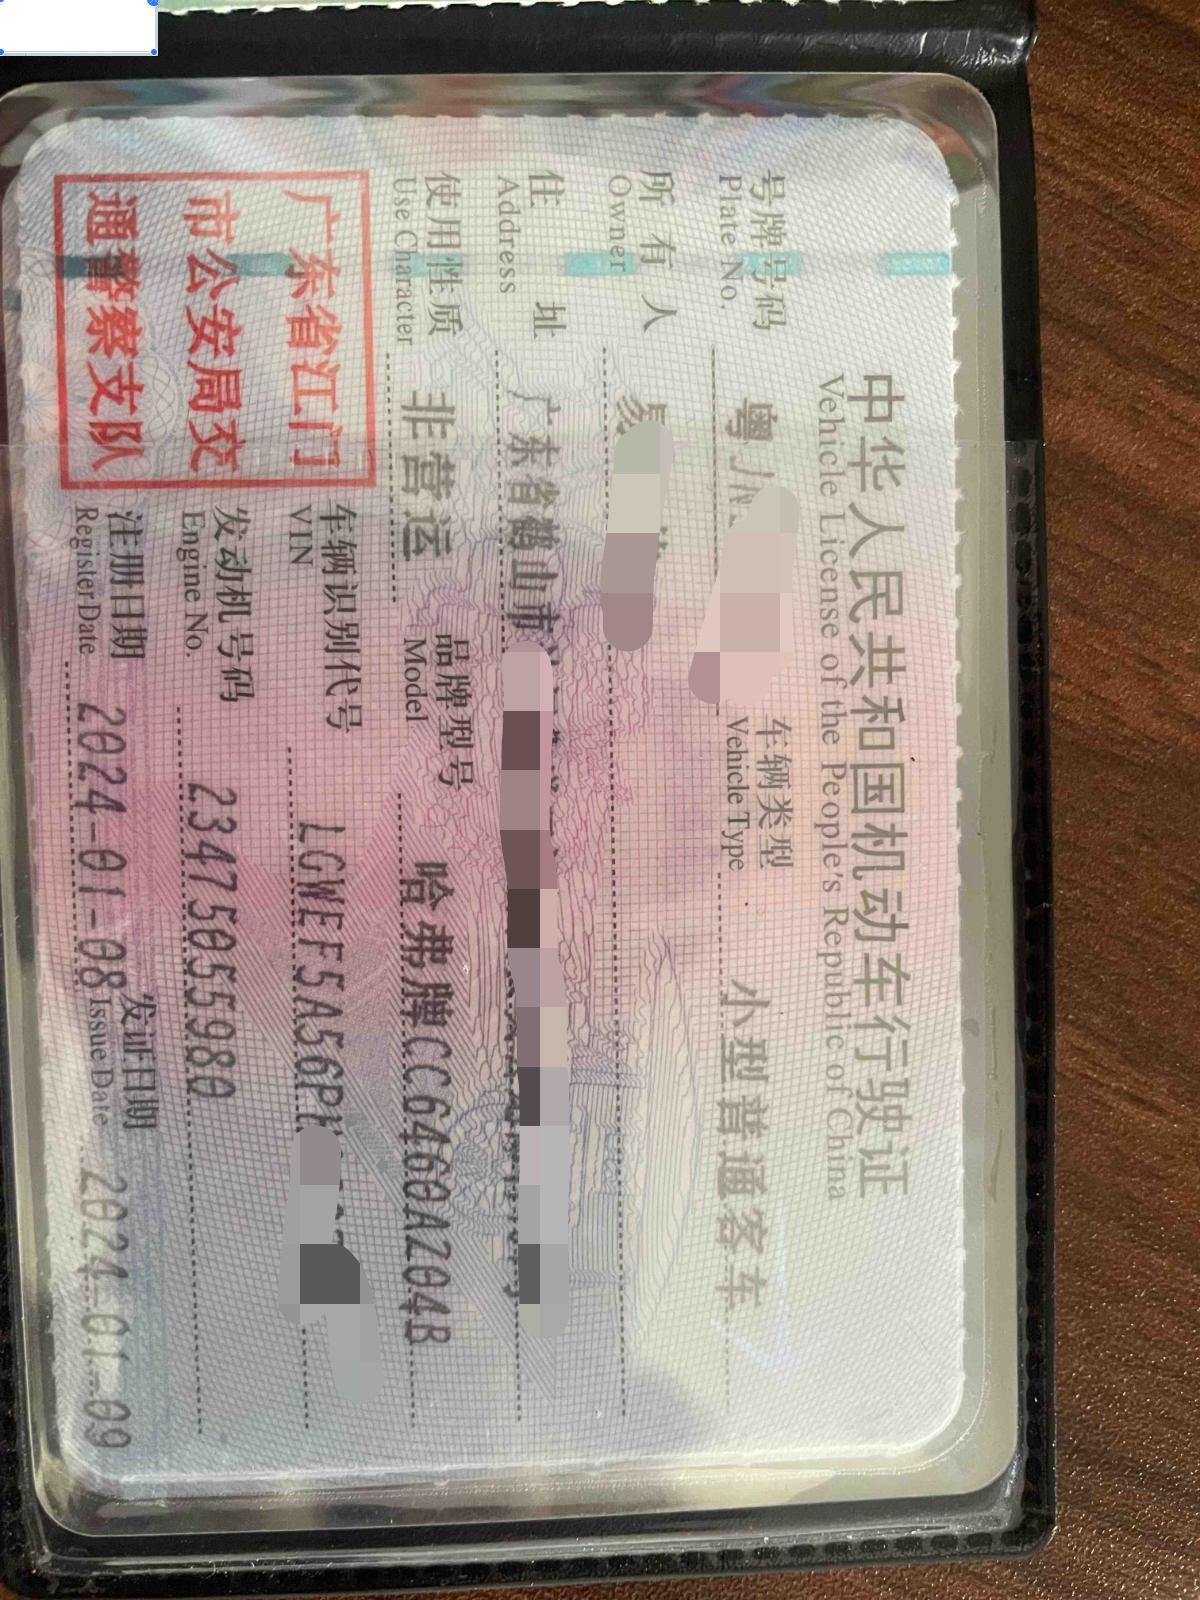 中华人民共和国机动车行驶证
Vehicle License of the People's Republic of China
号牌号码 粤J 车辆类型 小型普通客车
Plate No. Vehicle Type
所有人 易
Owner
住址 广东省鹤山市
Address
使用性质 非营运 品牌型号 哈弗牌CC6460AZ04B
Use Character Model
广东省江门
市公安局交
通警察支队
车辆识别代号 LGWEF5A56P
VIN
发动机号码 23475055980
Engine No.
注册日期 2024-01-08 发证日期 2024-01-09
Register Date Issue Date